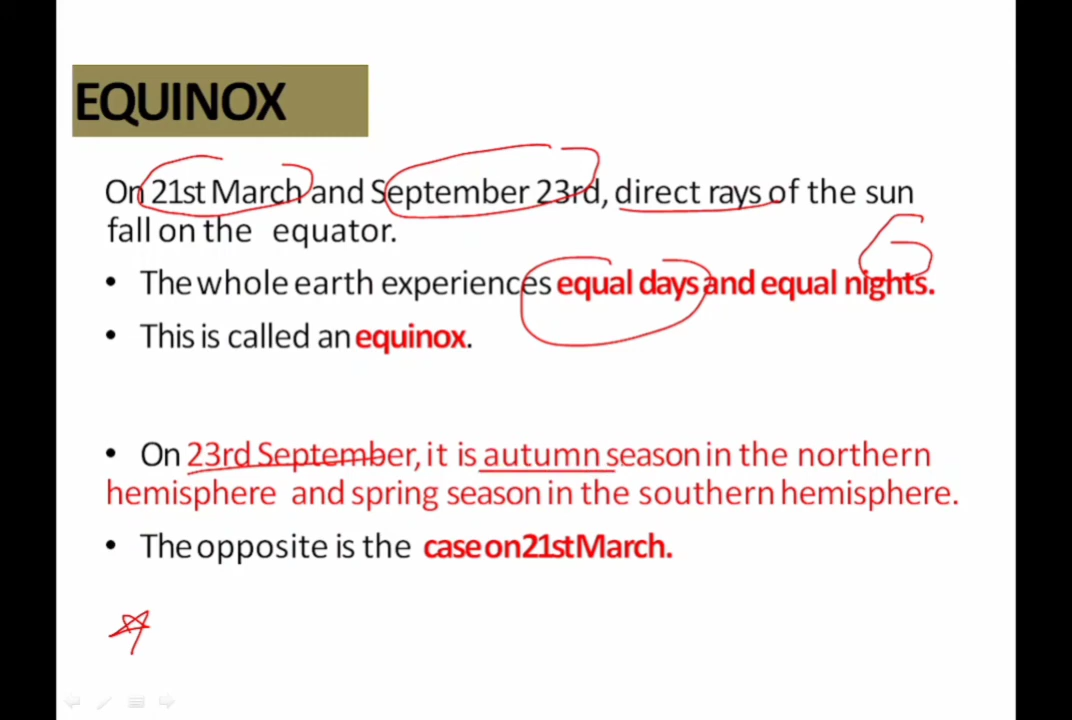 EQUINOX
On 21st March and September 23rd, direct rays of the sun
fall on the equator.
• The whole earth experiences equal days and equal nights.
• This is called an equinox.
• On 23rd September, it is autumn season in the northern
hemisphere and spring season in the southern hemisphere.
• The opposite is the case on 21st March.